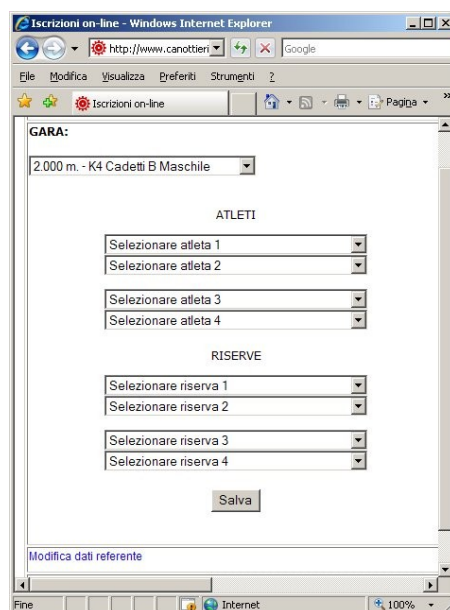 Iscrizioni on-line - Windows Internet Explorer
http://www.canottieri
Google
File Modifica Visualizza Preferiti Strumenti ?
Iscrizioni on-line
Pagina
GARA:
2.000 m. - K4 Cadetti B Maschile
ATLETI
Selezionare atleta 1
Selezionare atleta 2
Selezionare atleta 3
Selezionare atleta 4
RISERVE
Selezionare riserva 1
Selezionare riserva 2
Selezionare riserva 3
Selezionare riserva 4
Salva
Modifica dati referente
Fine Internet 100%